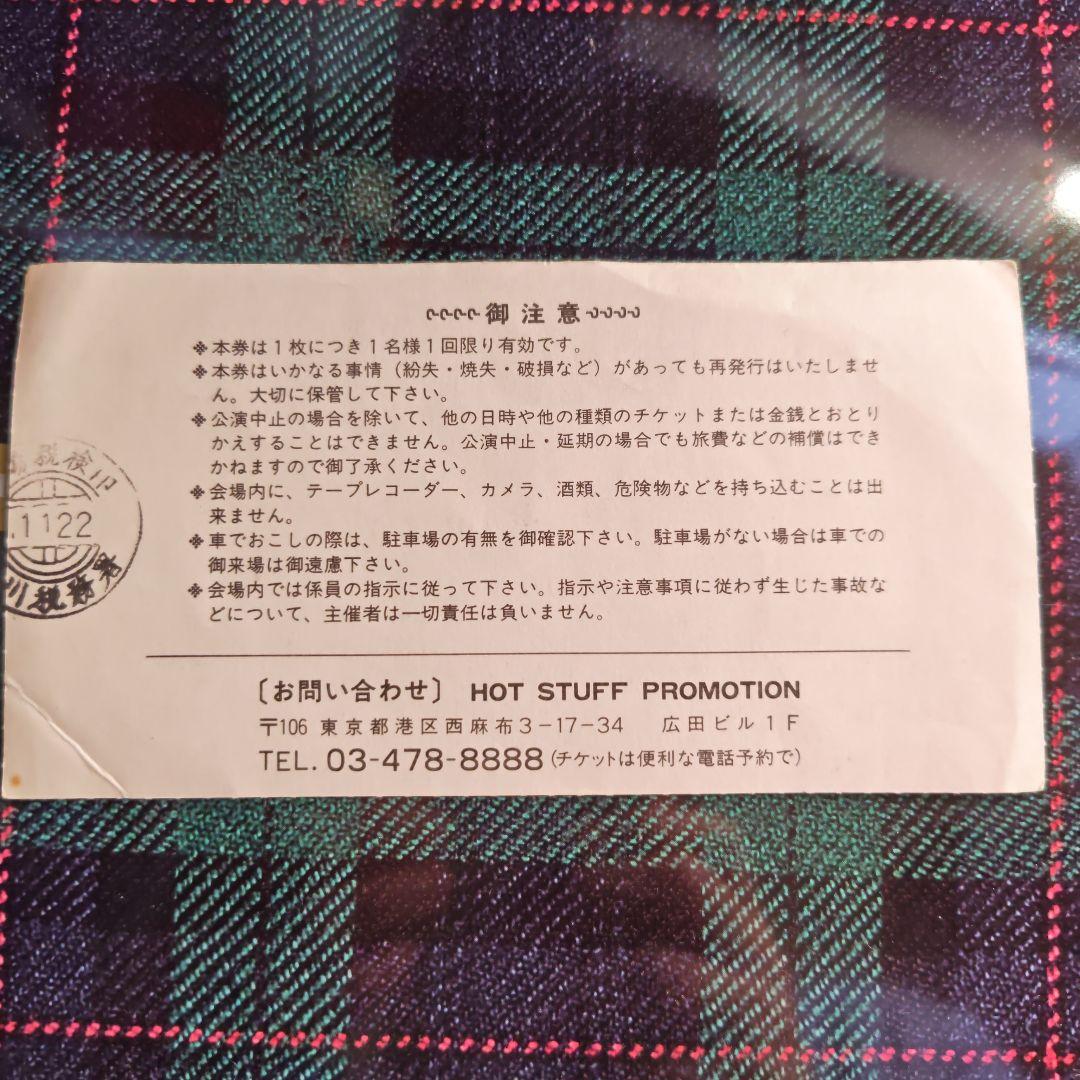 御注意
※本券は1枚につき1名様1回限り有効です。
※本券はいかなる事情（紛失・焼失・破損など）があっても再発行はいたしませ
ん。大切に保管して下さい。
※公演中止の場合を除いて、他の日時や他の種類のチケットまたは金銭とおとり
かえすることはできません。公演中止・延期の場合でも旅費などの補償はでき
かねますので御了承ください。
※会場内に、テープレコーダー、カメラ、酒類、危険物などを持ち込むことは出
来ません。
※車でおこしの際は、駐車場の有無を御確認下さい。駐車場がない場合は車での
御来場は御遠慮下さい。
※会場内では係員の指示に従って下さい。指示や注意事項に従わず生じた事故な
どについて、主催者は一切責任は負いません。
税検印
.1122
川税務署
〔お問い合わせ〕 HOT STUFF PROMOTION
〒106 東京都港区西麻布3-17-34 広田ビル1F
TEL. 03-478-8888（チケットは便利な電話予約で）